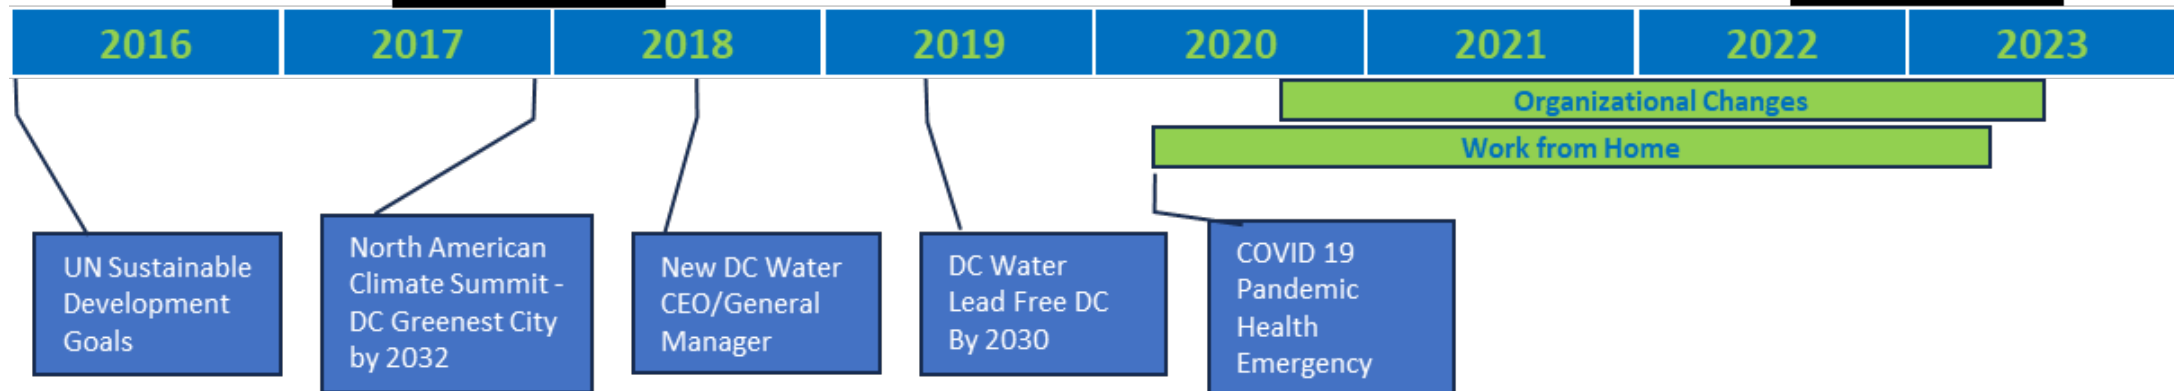 2016 2017 2018 2019 2020 2021 2022 2023
Organizational Changes
Work from Home
UN Sustainable
Development
Goals
North American
Climate Summit -
DC Greenest City
by 2032
New DC Water
CEO/General
Manager
DC Water
Lead Free DC
By 2030
COVID 19
Pandemic
Health
Emergency